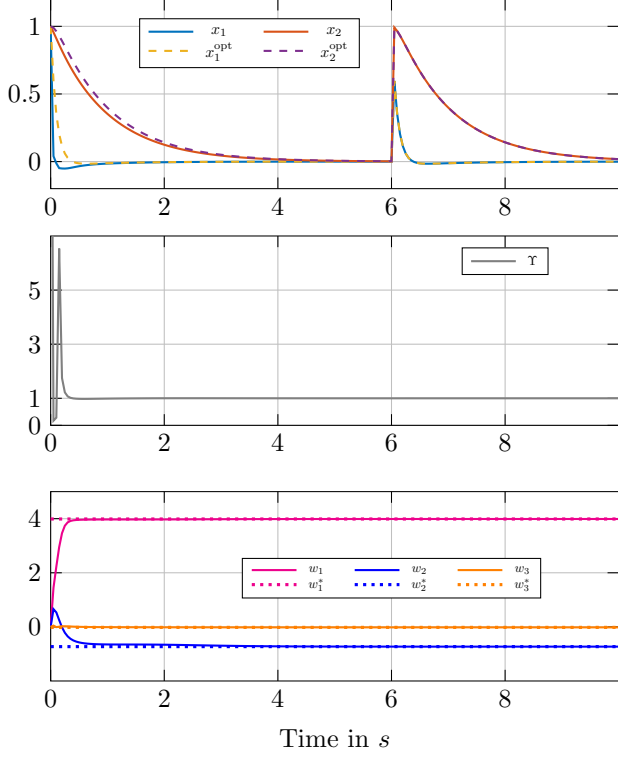 1
0.5
0
x₁ x₂
x₁ᵒᵖᵗ x₂ᵒᵖᵗ
0 2 4 6 8
5
3
1
0
ϒ
0 2 4 6 8
4
2
0
w₁ w₂ w₃
w₁* w₂* w₃*
0 2 4 6 8
Time in s